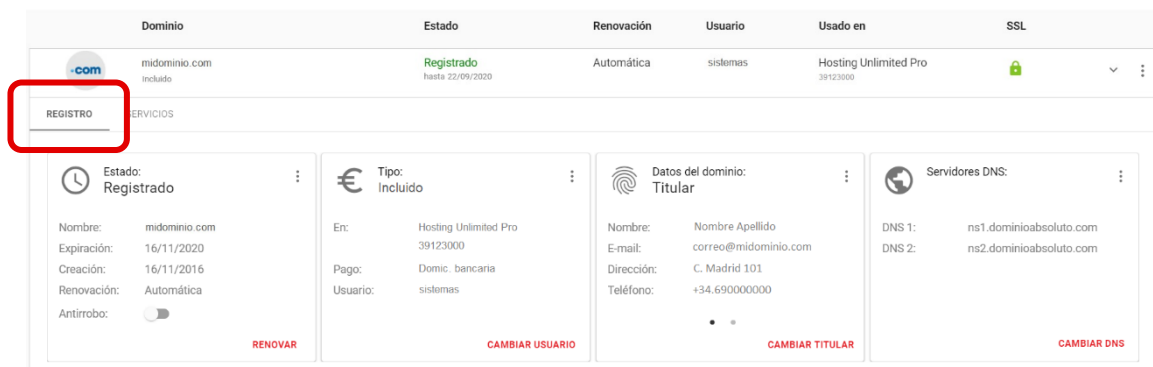 Dominio Estado Renovación Usuario Usado en SSL
.com midominio.com Registrado Automática sistemas Hosting Unlimited Pro
Incluido hasta 22/09/2020 39123000
REGISTRO SERVICIOS
Estado:
Registrado
Nombre: midominio.com
Expiración: 16/11/2020
Creación: 16/11/2016
Renovación: Automática
Antirrobo:
RENOVAR
Tipo:
Incluido
En: Hosting Unlimited Pro
39123000
Pago: Domic. bancaria
Usuario: sistemas
CAMBIAR USUARIO
Datos del dominio:
Titular
Nombre: Nombre Apellido
E-mail: correo@midominio.com
Dirección: C. Madrid 101
Teléfono: +34.690000000
CAMBIAR TITULAR
Servidores DNS:
DNS 1: ns1.dominioabsoluto.com
DNS 2: ns2.dominioabsoluto.com
CAMBIAR DNS